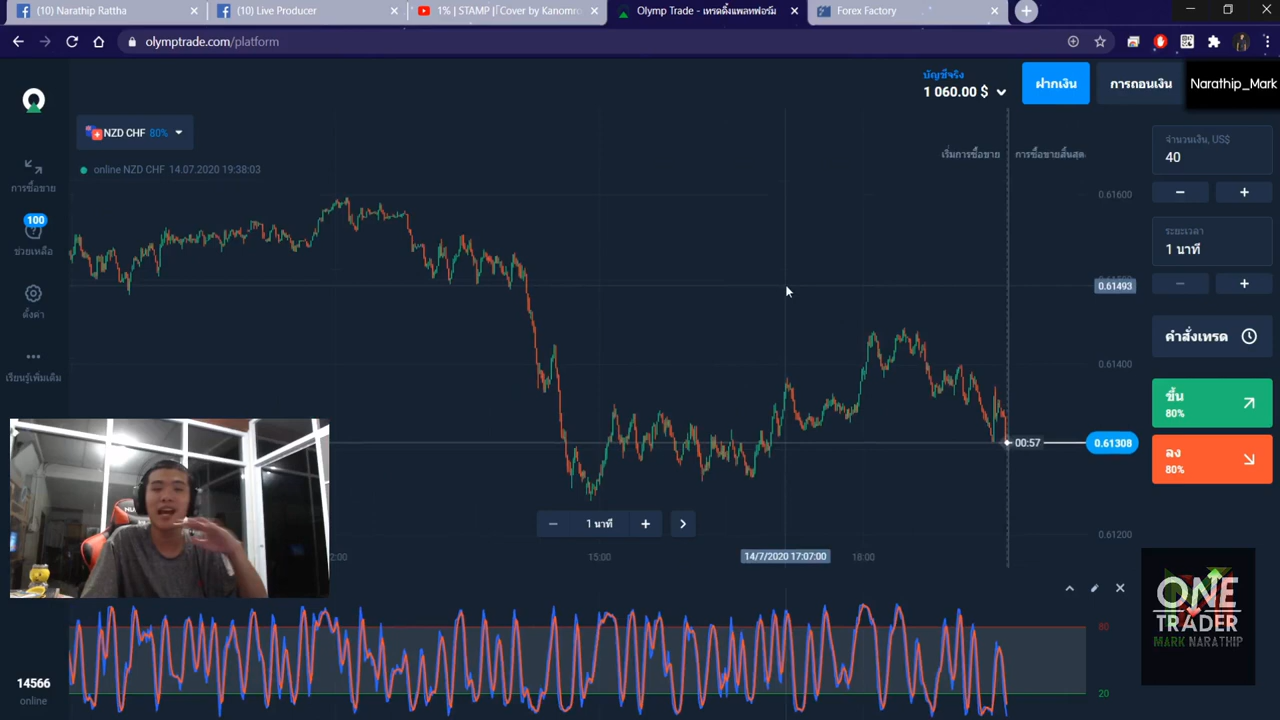 (10) Narathip Rattha
(10) Live Producer
1% | STAMP |「Cover by Kanomro
Olymp Trade - เทรดดิ้งแพลทฟอร์ม
Forex Factory
olymptrade.com/platform
บัญชีจริง
1 060.00 $
ฝากเงิน
การถอนเงิน
Narathip_Mark
NZD CHF 80%
online NZD CHF 14.07.2020 19:38:03
เริ่มการซื้อขาย
การซื้อขายสิ้นสุด
จำนวนเงิน, US$
40
การซื้อขาย
100
ช่วยเหลือ
ตั้งค่า
เรียนรู้เพิ่มเติม
0.61600
0.61493
0.61400
0.61308
0.61200
ระยะเวลา
1 นาที
คำสั่งเทรด
ขึ้น
80%
ลง
80%
00:57
1 นาที
2:00
15:00
14/7/2020 17:07:00
18:00
80
20
ONE
TRADER
MARK NARATHIP
14566
online